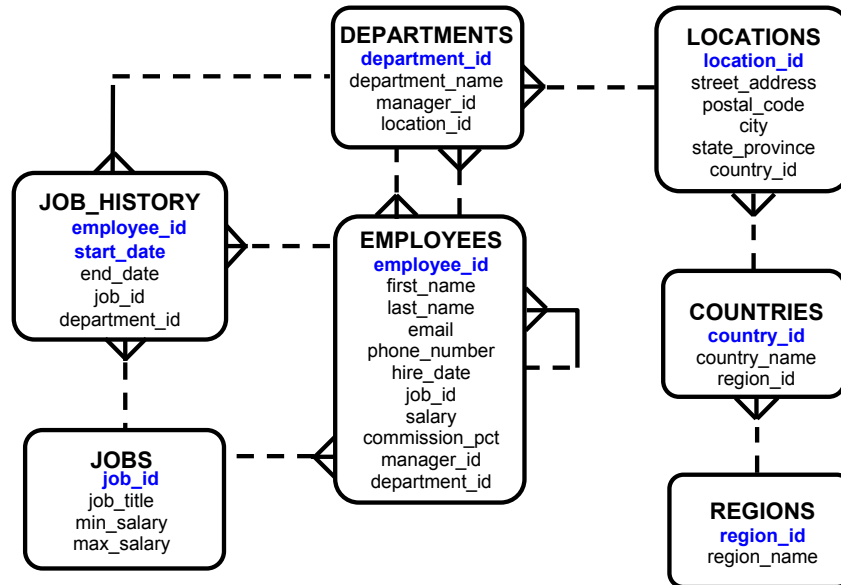 DEPARTMENTS
department_id
department_name
manager_id
location_id
LOCATIONS
location_id
street_address
postal_code
city
state_province
country_id
JOB_HISTORY
employee_id
start_date
end_date
job_id
department_id
EMPLOYEES
employee_id
first_name
last_name
email
phone_number
hire_date
job_id
salary
commission_pct
manager_id
department_id
COUNTRIES
country_id
country_name
region_id
JOBS
job_id
job_title
min_salary
max_salary
REGIONS
region_id
region_name